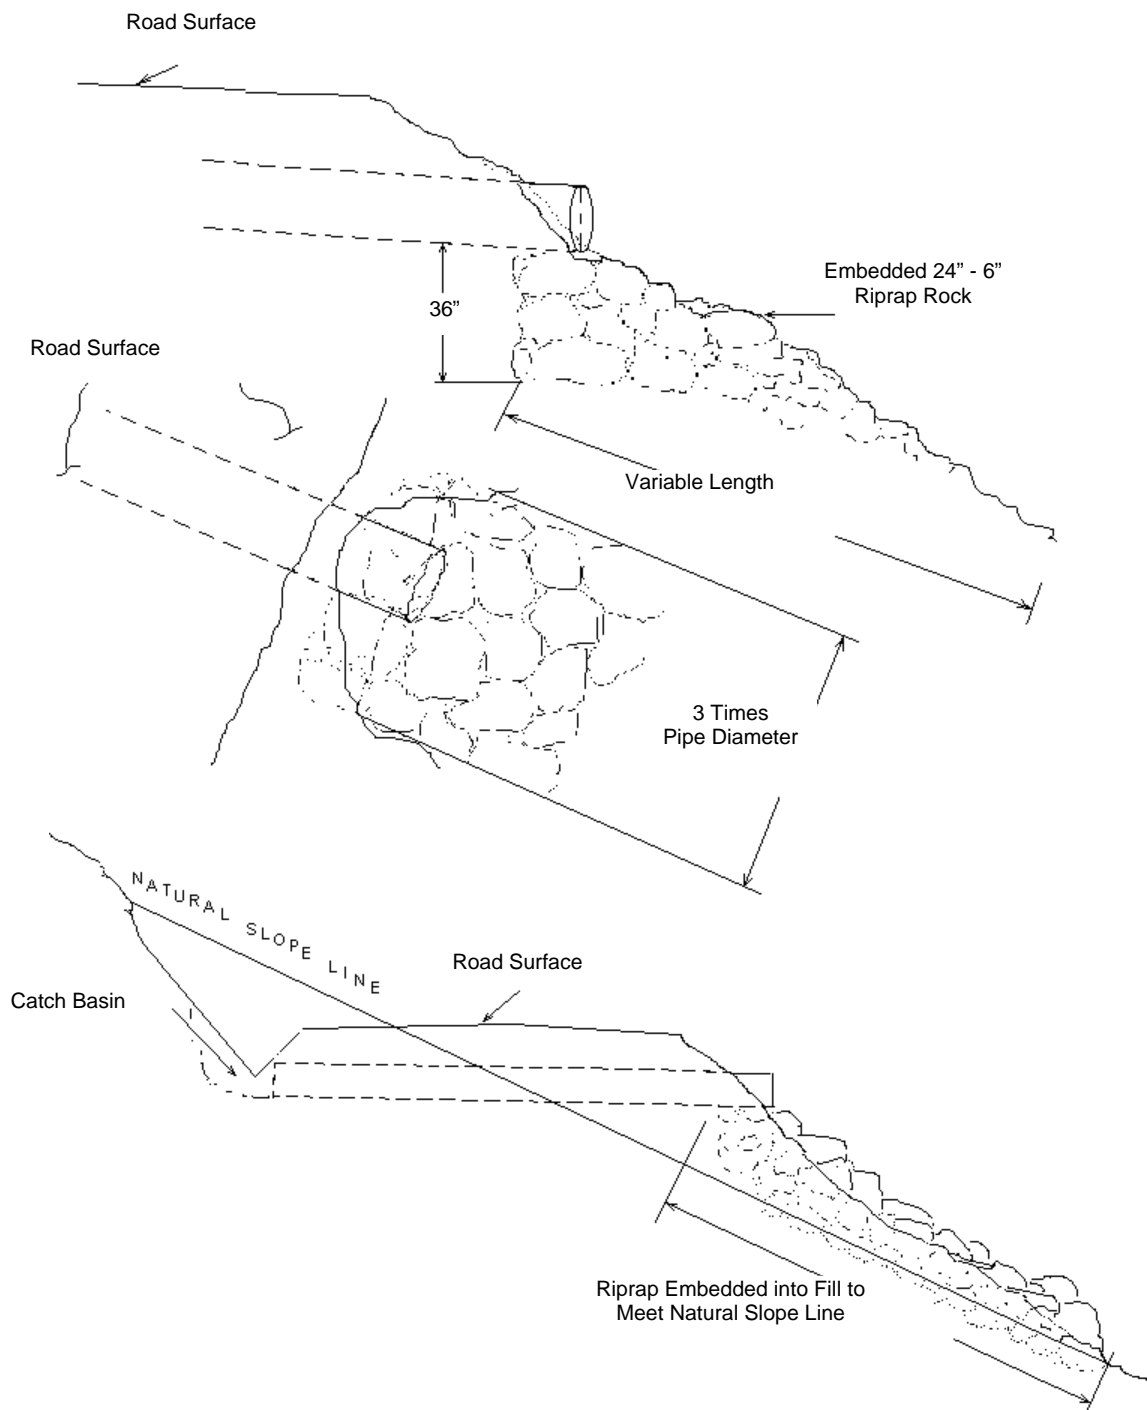 Road Surface
Embedded 24” - 6”
Riprap Rock
36”
Road Surface
Variable Length
3 Times
Pipe Diameter
NATURAL SLOPE LINE
Road Surface
Catch Basin
Riprap Embedded into Fill to
Meet Natural Slope Line